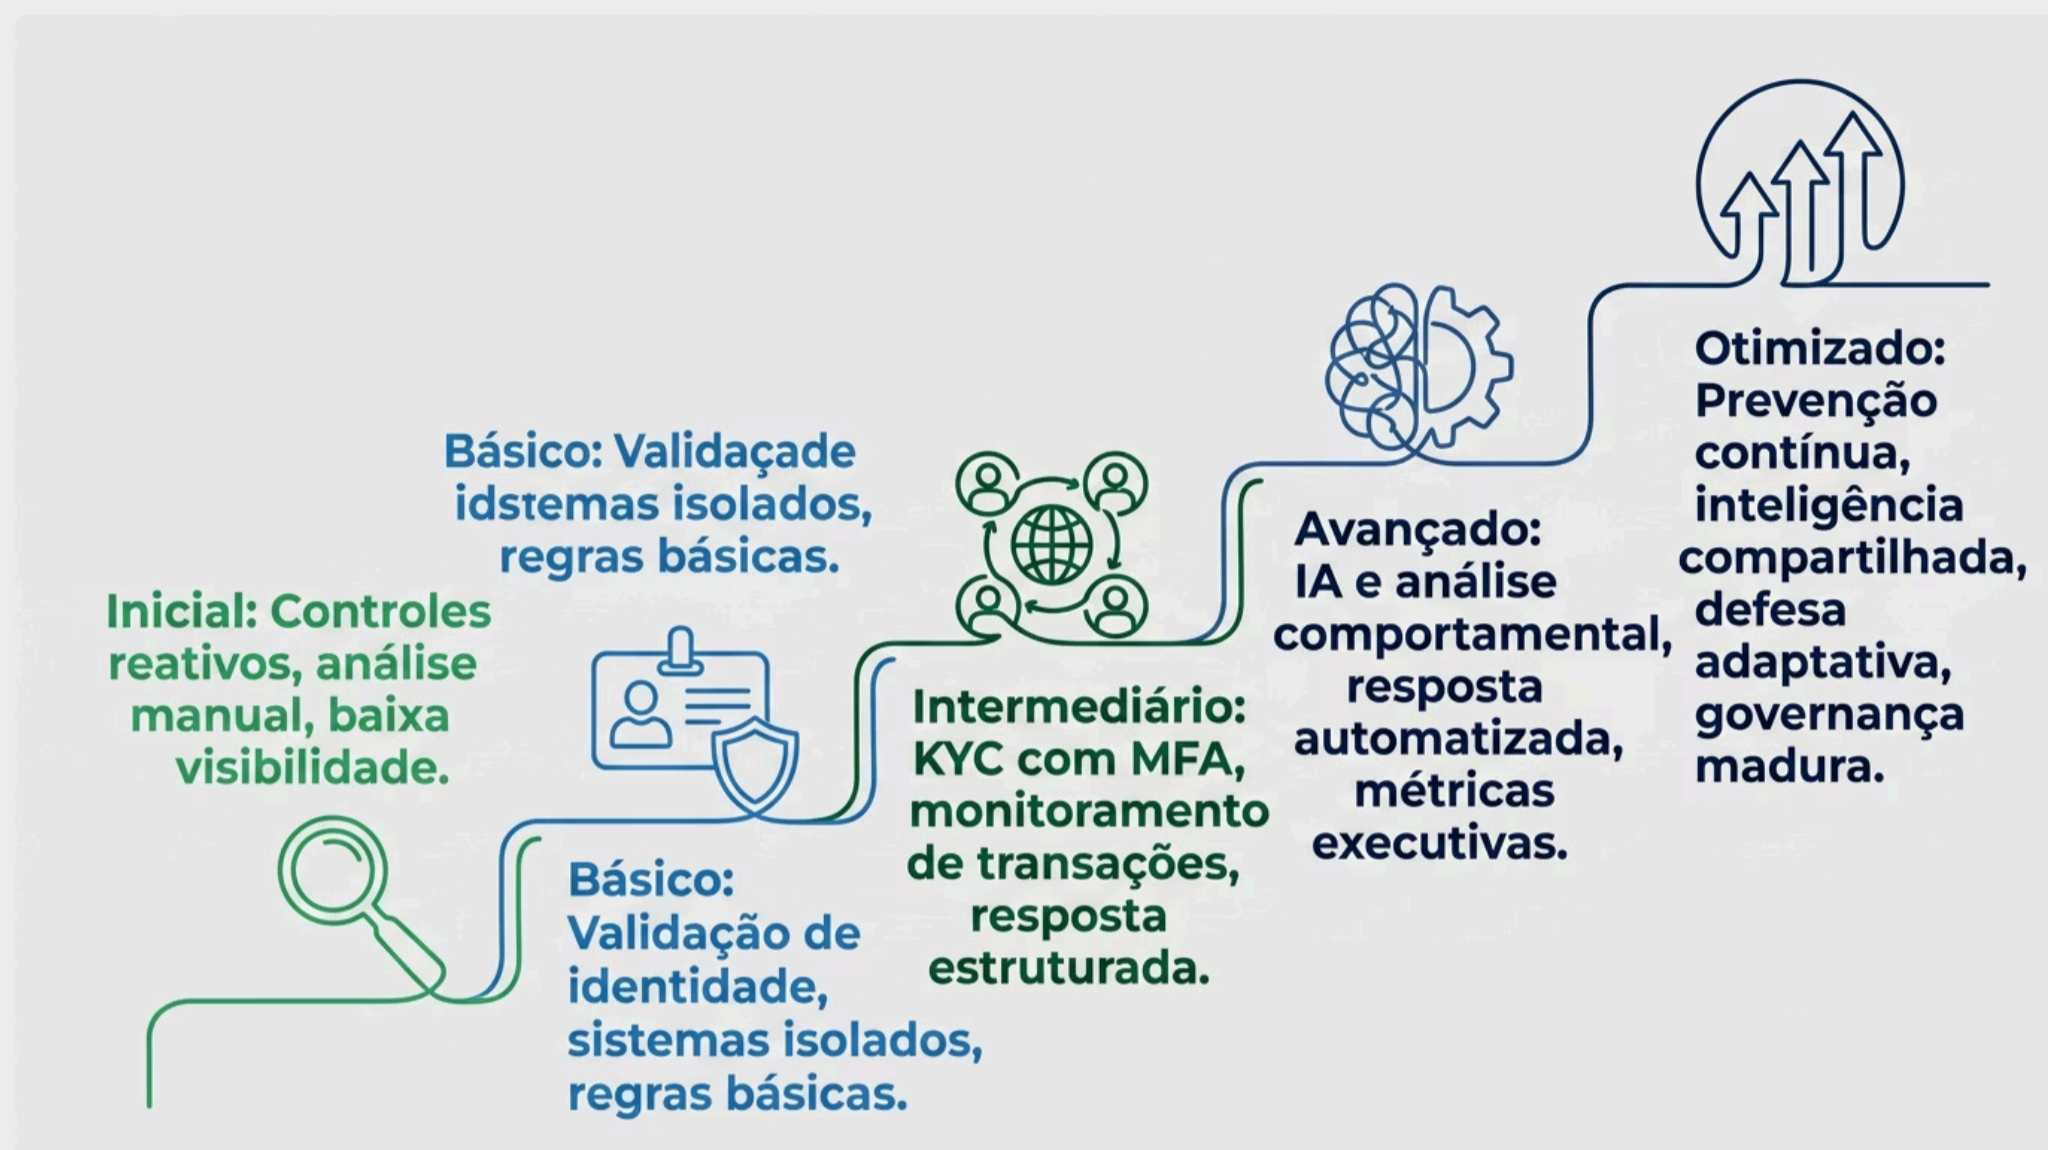 Inicial: Controles
reativos, análise
manual, baixa
visibilidade.
Básico: Validaçade
idstemas isolados,
regras básicas.
Básico:
Validação de
identidade,
sistemas isolados,
regras básicas.
Intermediário:
KYC com MFA,
monitoramento
de transações,
resposta
estruturada.
Avançado:
IA e análise
comportamental,
resposta
automatizada,
métricas
executivas.
Otimizado:
Prevenção
contínua,
inteligência
compartilhada,
defesa
adaptativa,
governança
madura.